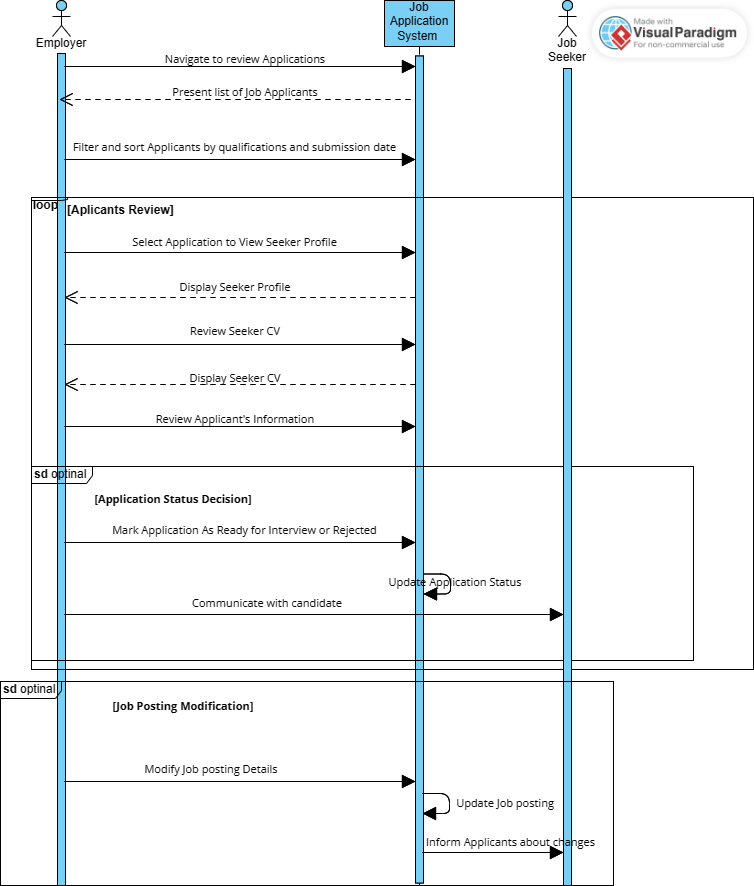 Employer
Job
Application
System
Job
Seeker
Made with
VisualParadigm
For non-commercial use
Navigate to review Applications
Present list of Job Applicants
Filter and sort Applicants by qualifications and submission date
loop
[Aplicants Review]
Select Application to View Seeker Profile
Display Seeker Profile
Review Seeker CV
Display Seeker CV
Review Applicant's Information
sd optinal
[Application Status Decision]
Mark Application As Ready for Interview or Rejected
Update Application Status
Communicate with candidate
sd optinal
[Job Posting Modification]
Modify Job posting Details
Update Job posting
Inform Applicants about changes